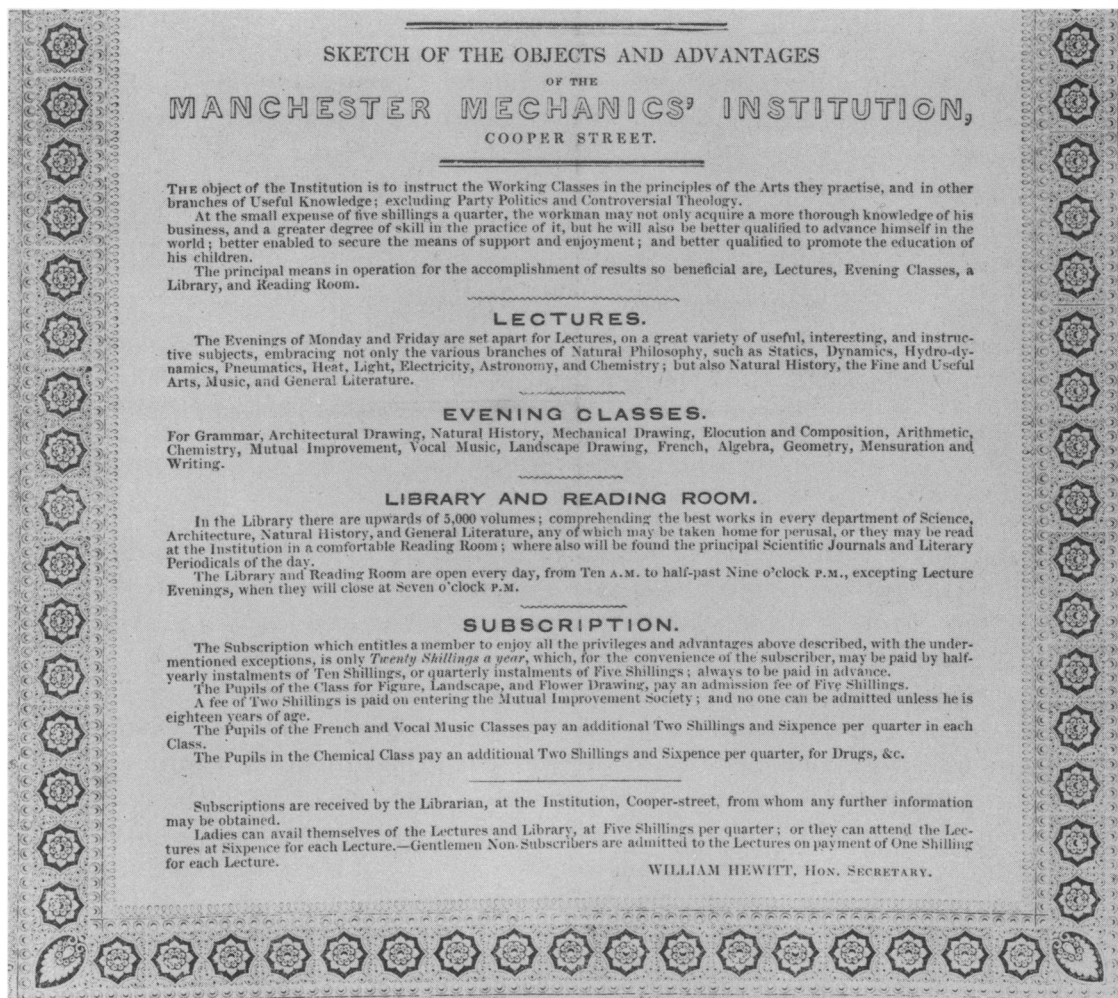 SKETCH OF THE OBJECTS AND ADVANTAGES
OF THE
MANCHESTER MECHANICS' INSTITUTION,
COOPER STREET.
THE object of the Institution is to instruct the Working Classes in the principles of the Arts they practise, and in other
branches of Useful Knowledge; excluding Party Politics and Controversial Theology.
At the small expense of five shillings a quarter, the workman may not only acquire a more thorough knowledge of his
business, and a greater degree of skill in the practice of it, but he will also be better qualified to advance himself in the
world; better enabled to secure the means of support and enjoyment; and better qualified to promote the education of
his children.
The principal means in operation for the accomplishment of results so beneficial are, Lectures, Evening Classes, a
Library, and Reading Room.
LECTURES.
The Evenings of Monday and Friday are set apart for Lectures, on a great variety of useful, interesting, and instruc-
tive subjects, embracing not only the various branches of Natural Philosophy, such as Statics, Dynamics, Hydro-dy-
namics, Pneumatics, Heat, Light, Electricity, Astronomy, and Chemistry; but also Natural History, the Fine and Useful
Arts, Music, and General Literature.
EVENING CLASSES.
For Grammar, Architectural Drawing, Natural History, Mechanical Drawing, Elocution and Composition, Arithmetic,
Chemistry, Mutual Improvement, Vocal Music, Landscape Drawing, French, Algebra, Geometry, Mensuration and
Writing.
LIBRARY AND READING ROOM.
In the Library there are upwards of 5,000 volumes; comprehending the best works in every department of Science,
Architecture, Natural History, and General Literature, any of which may be taken home for perusal, or they may be read
at the Institution in a comfortable Reading Room; where also will be found the principal Scientific Journals and Literary
Periodicals of the day.
The Library and Reading Room are open every day, from Ten A.M. to half-past Nine o'clock P.M., excepting Lecture
Evenings, when they will close at Seven o'clock P.M.
SUBSCRIPTION.
The Subscription which entitles a member to enjoy all the privileges and advantages above described, with the under-
mentioned exceptions, is only Twenty Shillings a year, which, for the convenience of the subscriber, may be paid by half-
yearly instalments of Ten Shillings, or quarterly instalments of Five Shillings; always to be paid in advance.
The Pupils of the Class for Figure, Landscape, and Flower Drawing, pay an admission fee of Five Shillings.
A fee of Two Shillings is paid on entering the Mutual Improvement Society; and no one can be admitted unless he is
eighteen years of age.
The Pupils of the French and Vocal Music Classes pay an additional Two Shillings and Sixpence per quarter in each
Class.
The Pupils in the Chemical Class pay an additional Two Shillings and Sixpence per quarter, for Drugs, &c.
Subscriptions are received by the Librarian, at the Institution, Cooper-street, from whom any further information
may be obtained.
Ladies can avail themselves of the Lectures and Library, at Five Shillings per quarter; or they can attend the Lec-
tures at Sixpence for each Lecture.—Gentlemen Non-Subscribers are admitted to the Lectures on payment of One Shilling
for each Lecture.
WILLIAM HEWITT, HON. SECRETARY.